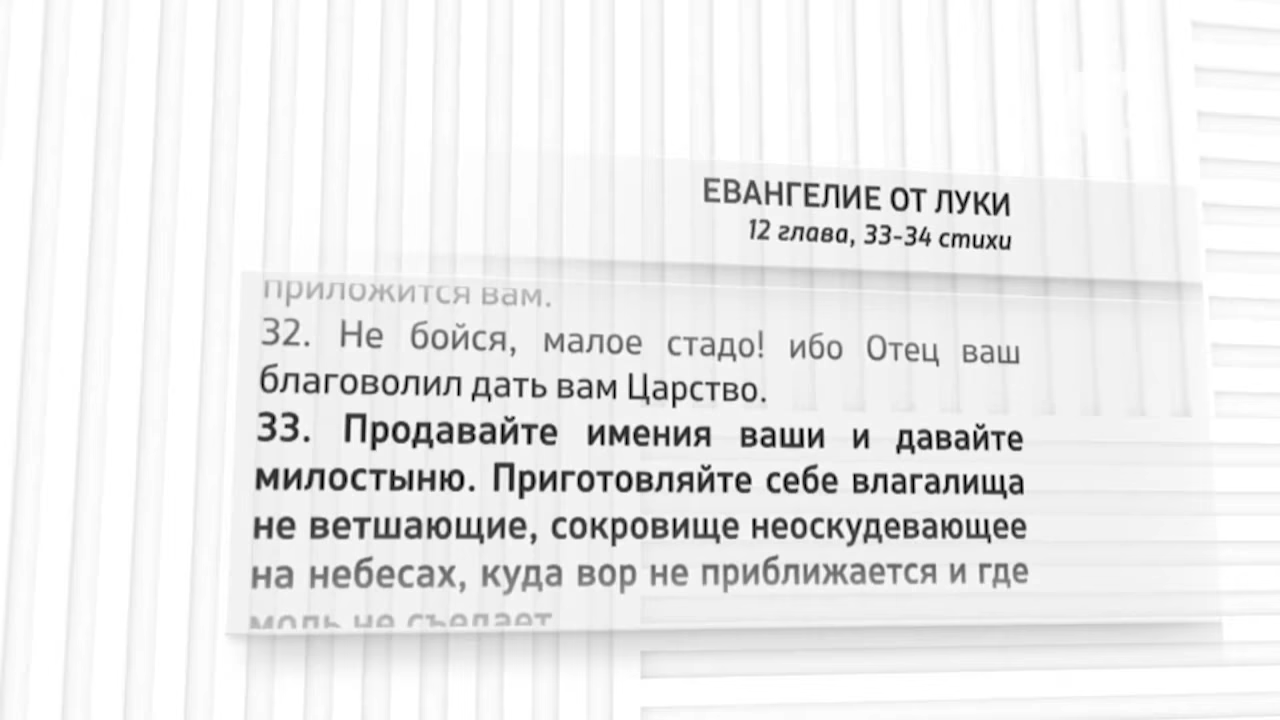 ЕВАНГЕЛИЕ ОТ ЛУКИ
12 глава, 33-34 стихи
приложится вам.
32. Не бойся, малое стадо! ибо Отец ваш
благоволил дать вам Царство.
33. Продавайте имения ваши и давайте
милостыню. Приготовляйте себе влагалища
не ветшающие, сокровище неоскудевающее
на небесах, куда вор не приближается и где
моль не съедает